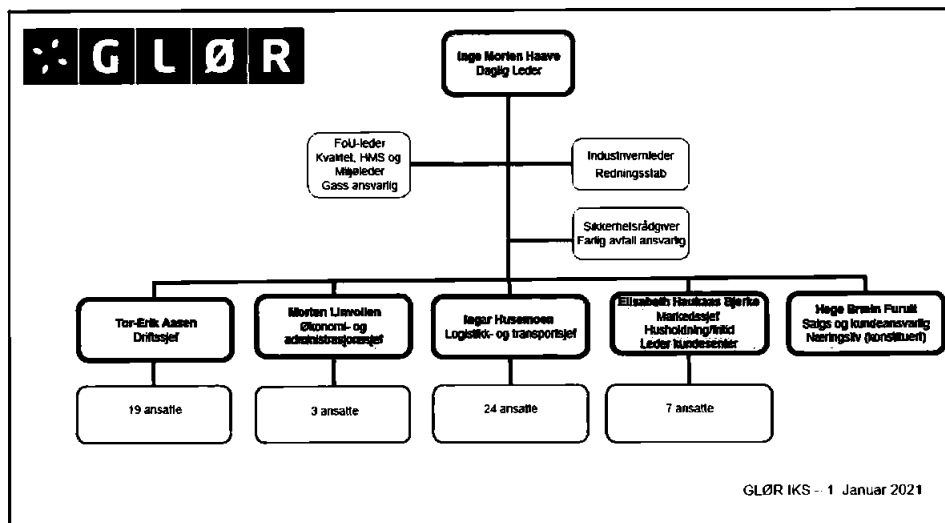 GLØR
Inge Morten Haave
Daglig Leder
FoU-leder
Kvalitet, HMS og
Miljøleder
Gass ansvarlig
Industrivernleder
Redningsstab
Sikkerhetsrådgiver
Farlig avfall ansvarlig
Tor-Erik Aasen
Driftssjef
Morten Linvollen
Økonomi- og
administrasjonssjef
Husemoen
Logistikk- og transportsjef
Elisabeth Haukaas Bjerke
Markedssjef
Husholdning/fritid
Leder kundesenter
Hege
Salgs og kundeansvarlig
Næringsliv (konstituert)
19 ansatte
3 ansatte
24 ansatte
7 ansatte
GLØR IKS - 1 Januar 2021